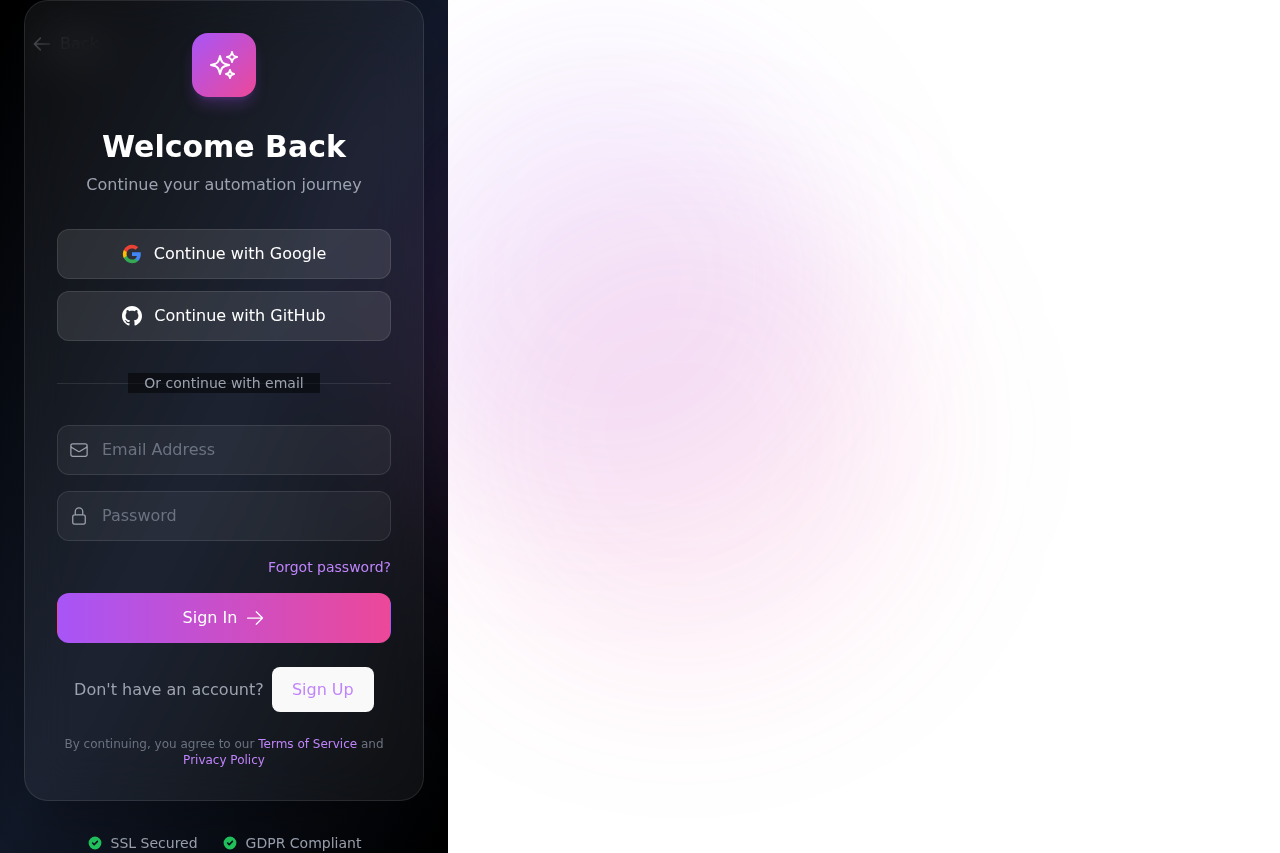 Back
Welcome Back
Continue your automation journey
Continue with Google
Continue with GitHub
Or continue with email
Email Address
Password
Forgot password?
Sign In
Don't have an account? Sign Up
By continuing, you agree to our Terms of Service and
Privacy Policy
SSL Secured GDPR Compliant